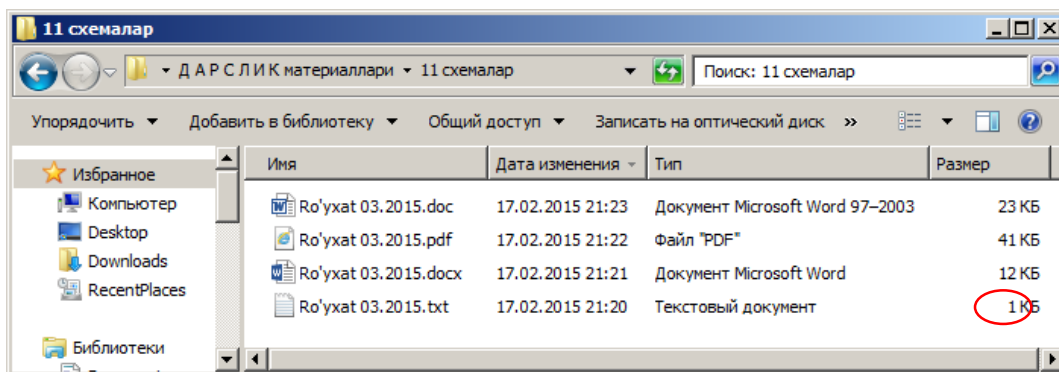 11 схемалар
Д А Р С Л И К материаллари 11 схемалар Поиск: 11 схемалар
Упорядочить Добавить в библиотеку Общий доступ Записать на оптический диск »
Избранное
Компьютер
Desktop
Downloads
RecentPlaces
Библиотеки
Имя Дата изменения Тип Размер
Ro'yxat 03.2015.doc 17.02.2015 21:23 Документ Microsoft Word 97–2003 23 КБ
Ro'yxat 03.2015.pdf 17.02.2015 21:22 Файл "PDF" 41 КБ
Ro'yxat 03.2015.docx 17.02.2015 21:21 Документ Microsoft Word 12 КБ
Ro'yxat 03.2015.txt 17.02.2015 21:20 Текстовый документ 1 КБ